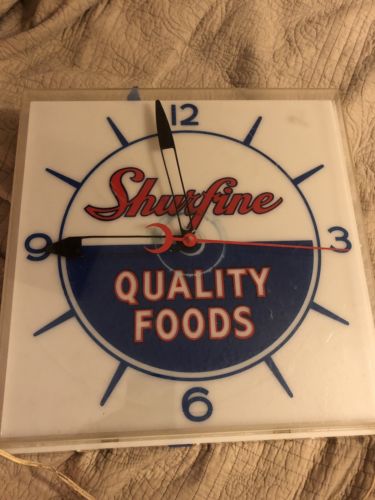 12
Shurfine
9
3
QUALITY
FOODS
6